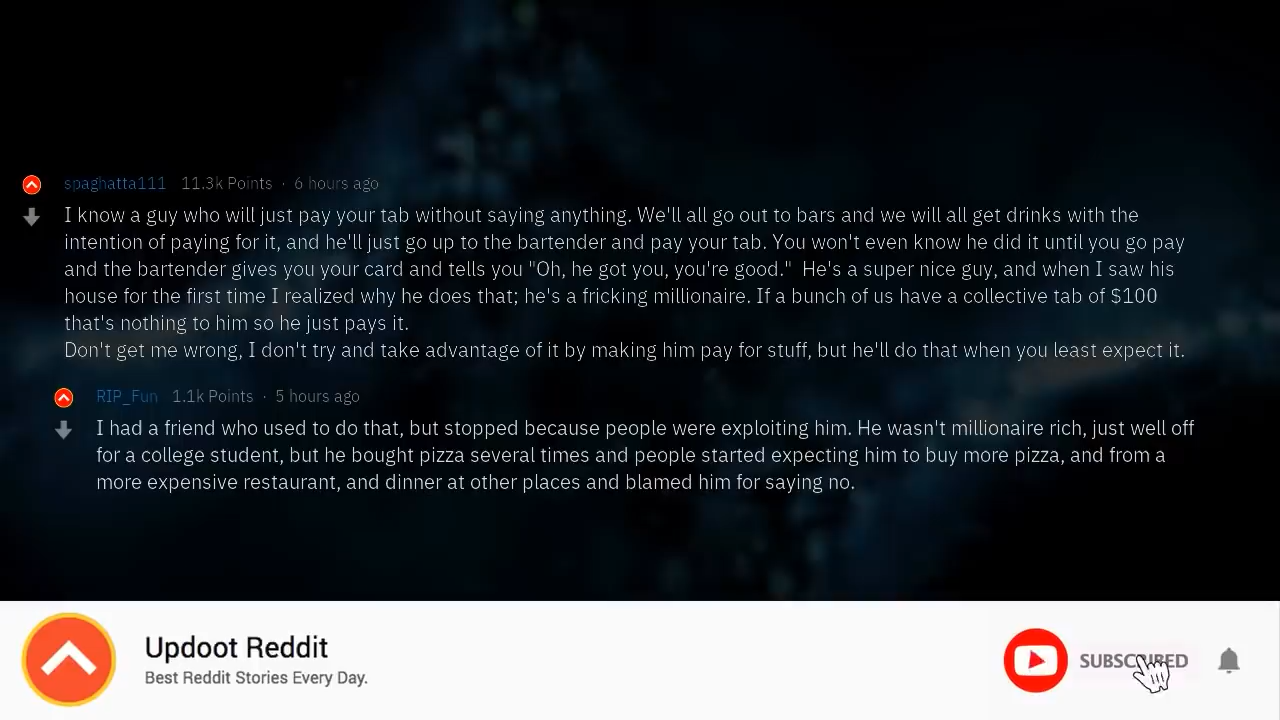 spaghatta111 11.3k Points · 6 hours ago
I know a guy who will just pay your tab without saying anything. We'll all go out to bars and we will all get drinks with the
intention of paying for it, and he'll just go up to the bartender and pay your tab. You won't even know he did it until you go pay
and the bartender gives you your card and tells you "Oh, he got you, you're good."  He's a super nice guy, and when I saw his
house for the first time I realized why he does that; he's a fricking millionaire. If a bunch of us have a collective tab of $100
that's nothing to him so he just pays it.
Don't get me wrong, I don't try and take advantage of it by making him pay for stuff, but he'll do that when you least expect it.
RIP_Fun 1.1k Points · 5 hours ago
I had a friend who used to do that, but stopped because people were exploiting him. He wasn't millionaire rich, just well off
for a college student, but he bought pizza several times and people started expecting him to buy more pizza, and from a
more expensive restaurant, and dinner at other places and blamed him for saying no.
Updoot Reddit
Best Reddit Stories Every Day.
SUBSCRIBED